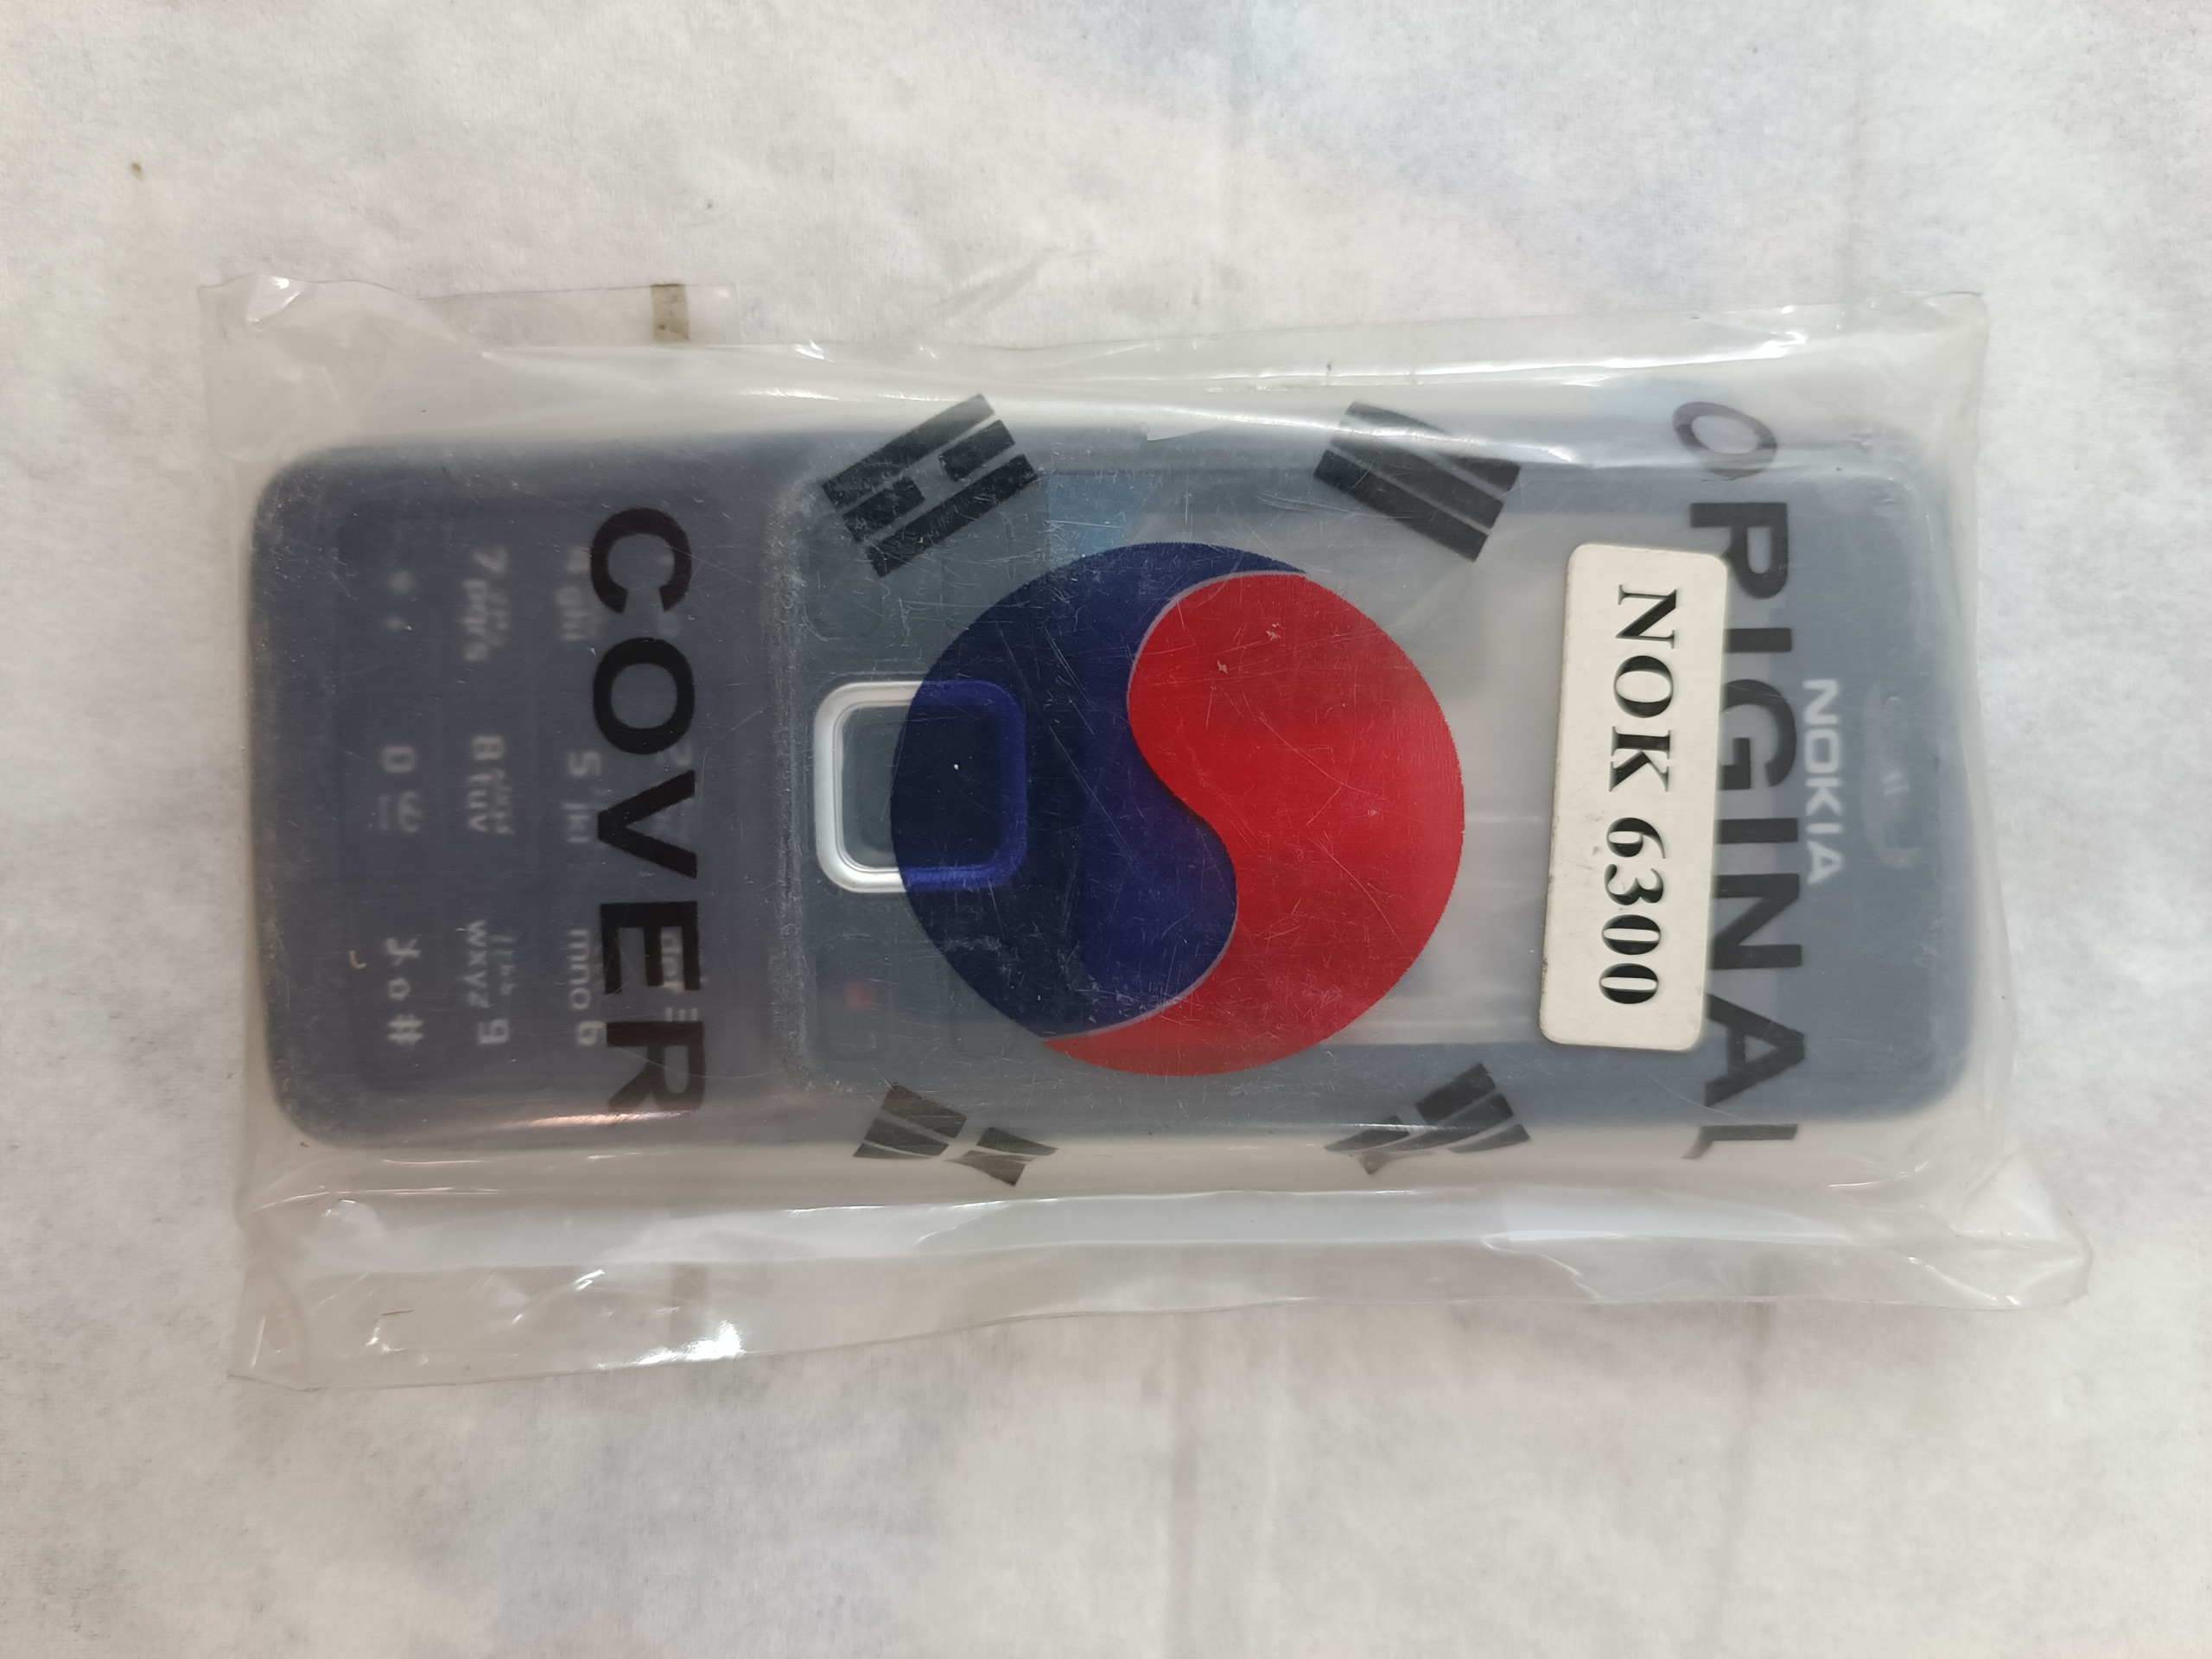 ORIGINAL
NOKIA
NOK 6300
COVER
4 ghi
5 jkl
mno 6
7 pqrs
8 tuv
wxyz 9
0
#